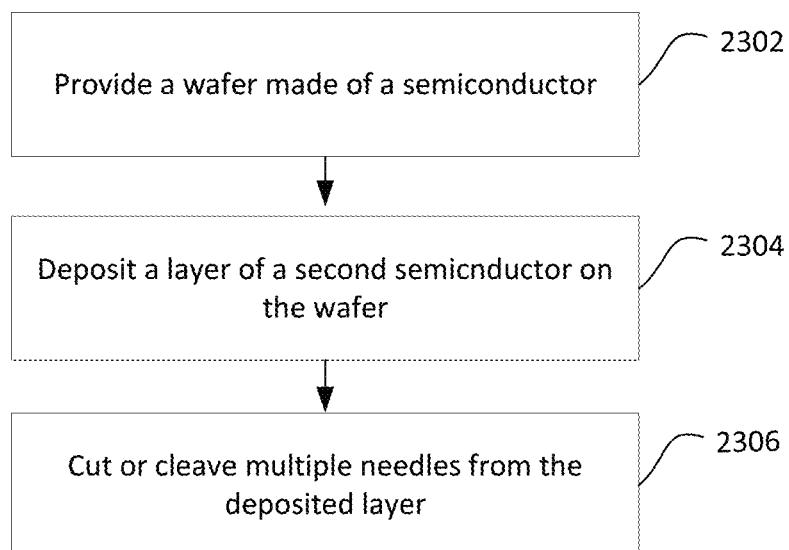 Provide a wafer made of a semiconductor
2302
Deposit a layer of a second semicnductor on
the wafer
2304
Cut or cleave multiple needles from the
deposited layer
2306